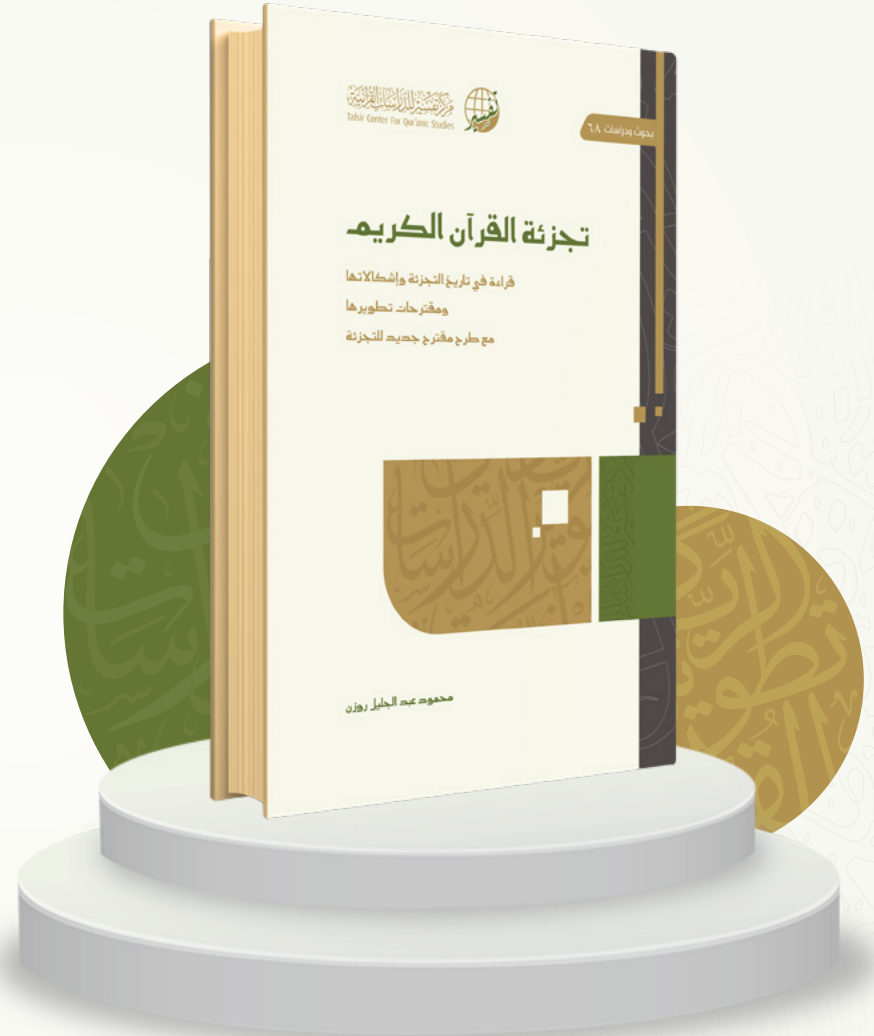 مركز تفسير للدراسات القرآنية
Tafsir Center For Qur'anic Studies
تفسير
بحوث ودراسات ٦٨
تجزئة القرآن الكريم
قراءة في تاريخ التجزئة وإشكالاتها
ومقترحات تطويرها
مع طرح مقترح جديد للتجزئة
محمود عبد الجليل روزن